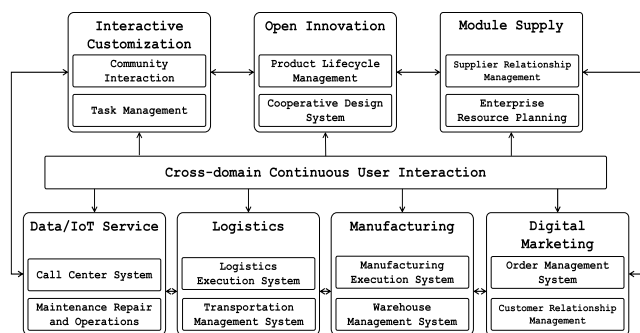 Interactive
Customization
Community
Interaction
Task Management
Open Innovation
Product Lifecycle
Management
Cooperative Design
System
Module Supply
Supplier Relationship
Management
Enterprise
Resource Planning
Cross-domain Continuous User Interaction
Data/IoT Service
Call Center System
Maintenance Repair
and Operations
Logistics
Logistics
Execution System
Transportation
Management System
Manufacturing
Manufacturing
Execution System
Warehouse
Management System
Digital
Marketing
Order Management
System
Customer Relationship
Management